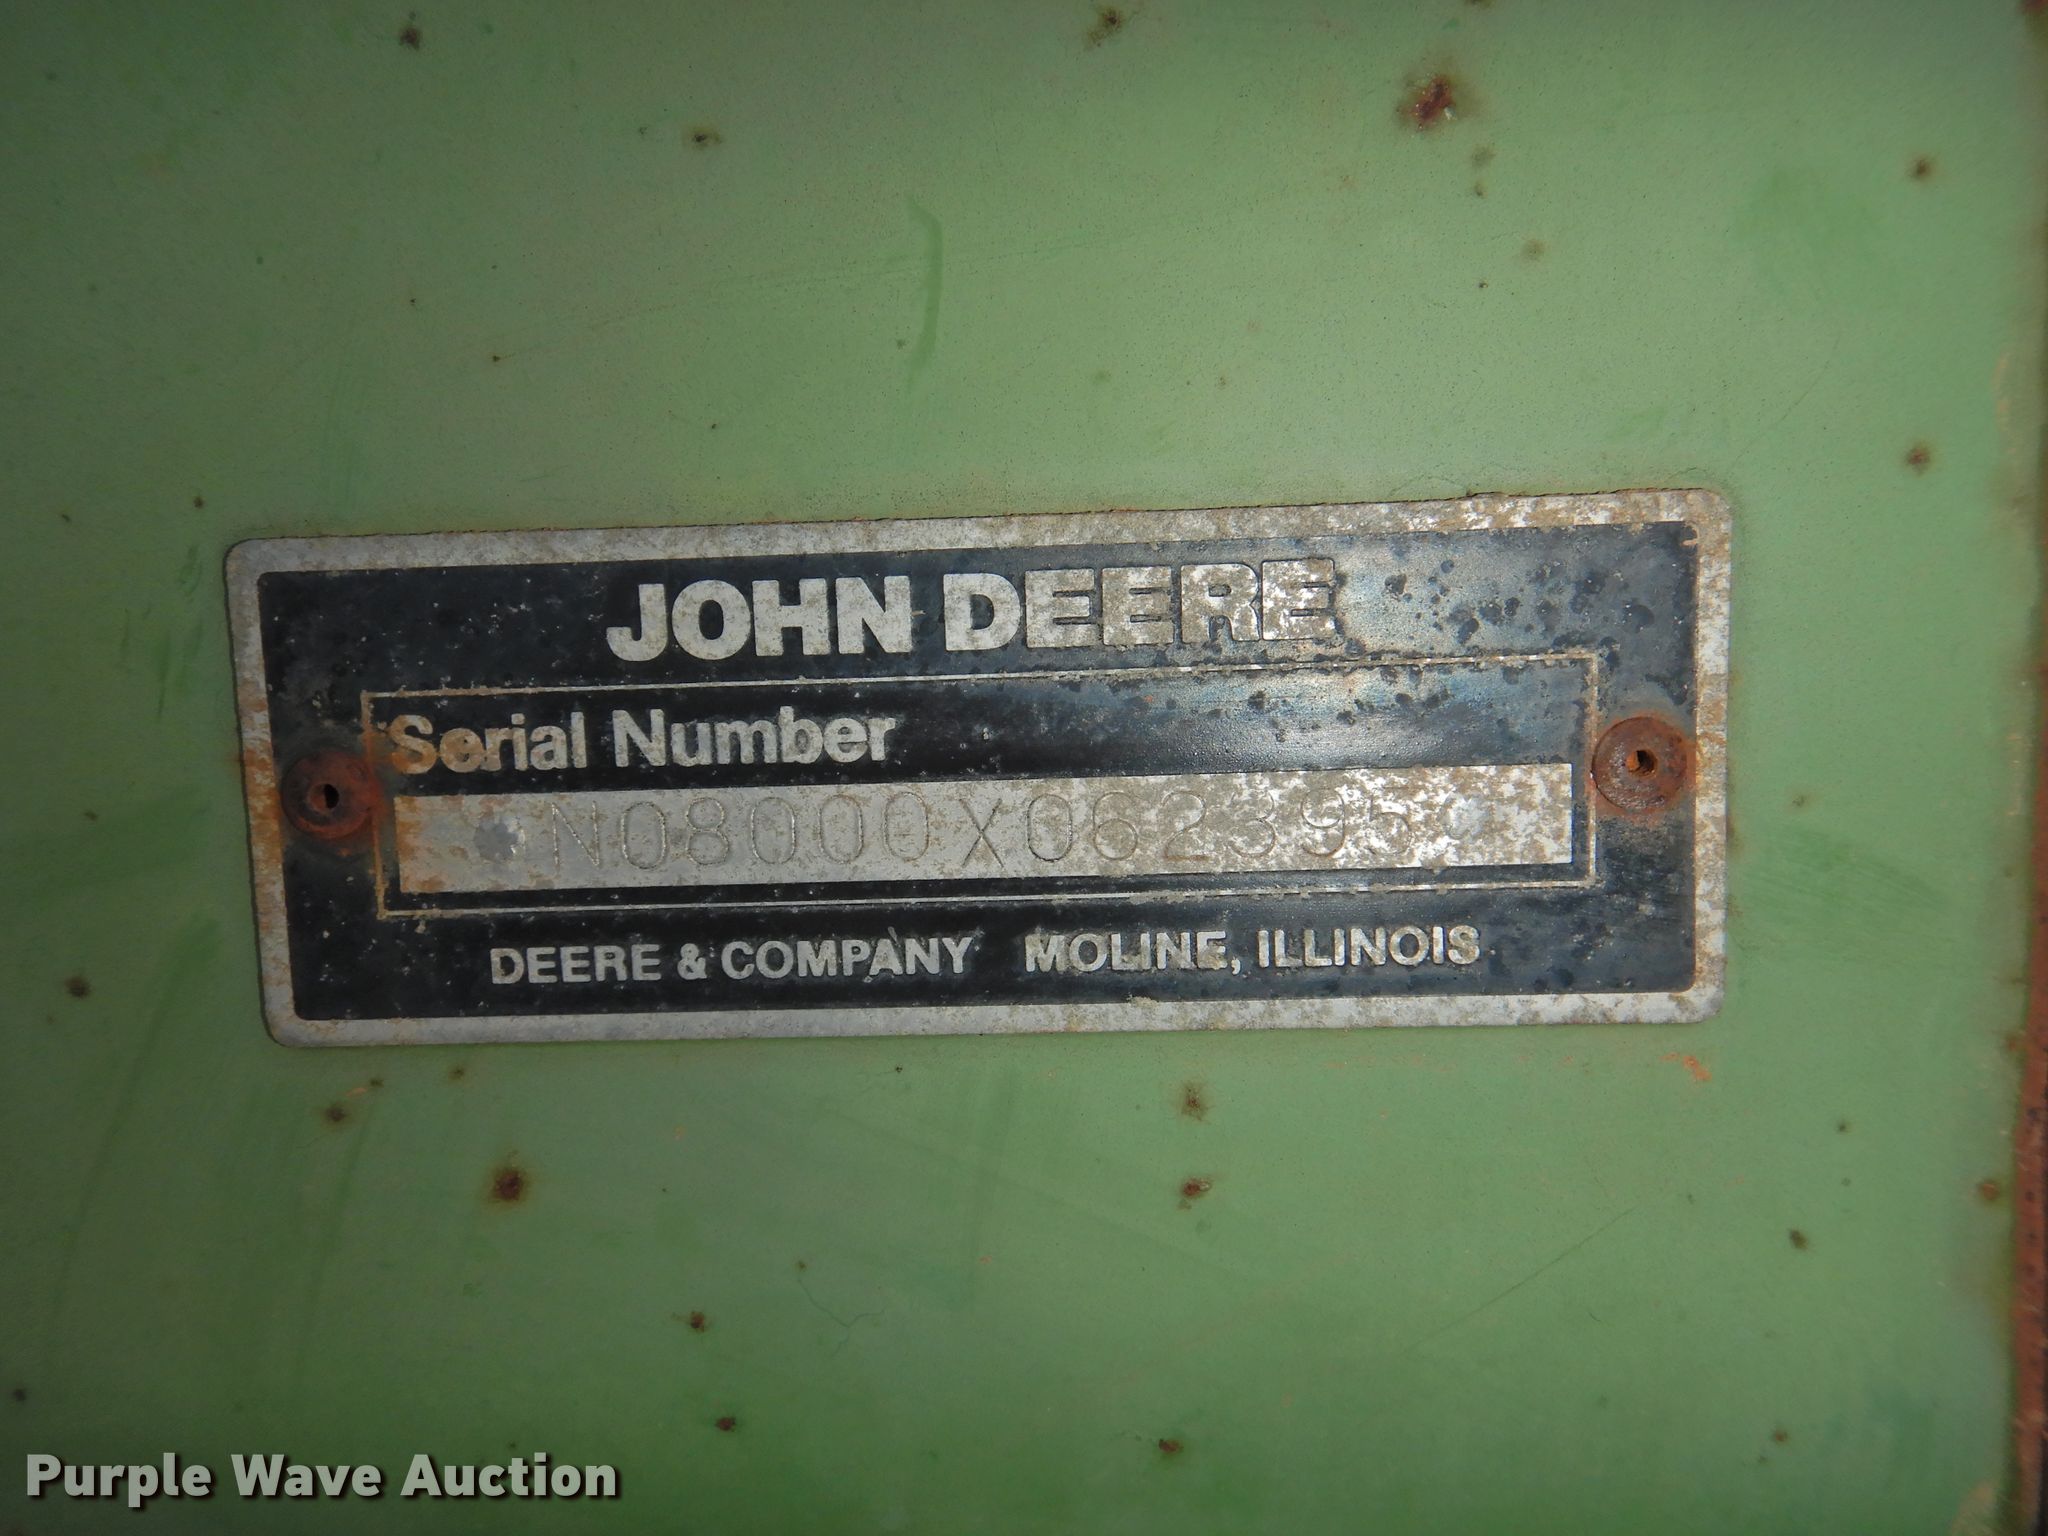 JOHN DEERE
Serial Number
N08000X062395
DEERE & COMPANY MOLINE, ILLINOIS
Purple Wave Auction